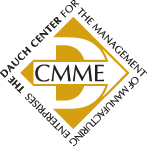 THE DAUCH CENTER FOR
THE MANAGEMENT
OF MANUFACTURING
ENTERPRISES
CMME